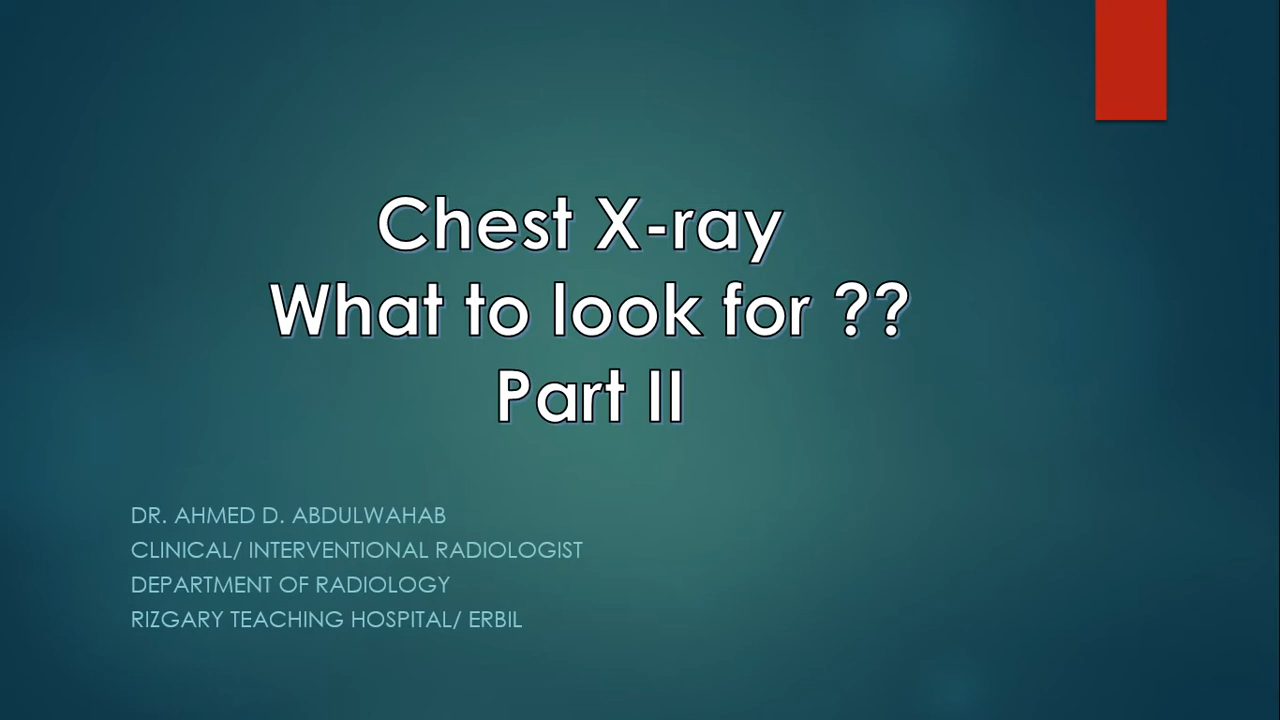 Chest X-ray
What to look for ??
Part II
DR. AHMED D. ABDULWAHAB
CLINICAL/ INTERVENTIONAL RADIOLOGIST
DEPARTMENT OF RADIOLOGY
RIZGARY TEACHING HOSPITAL/ ERBIL